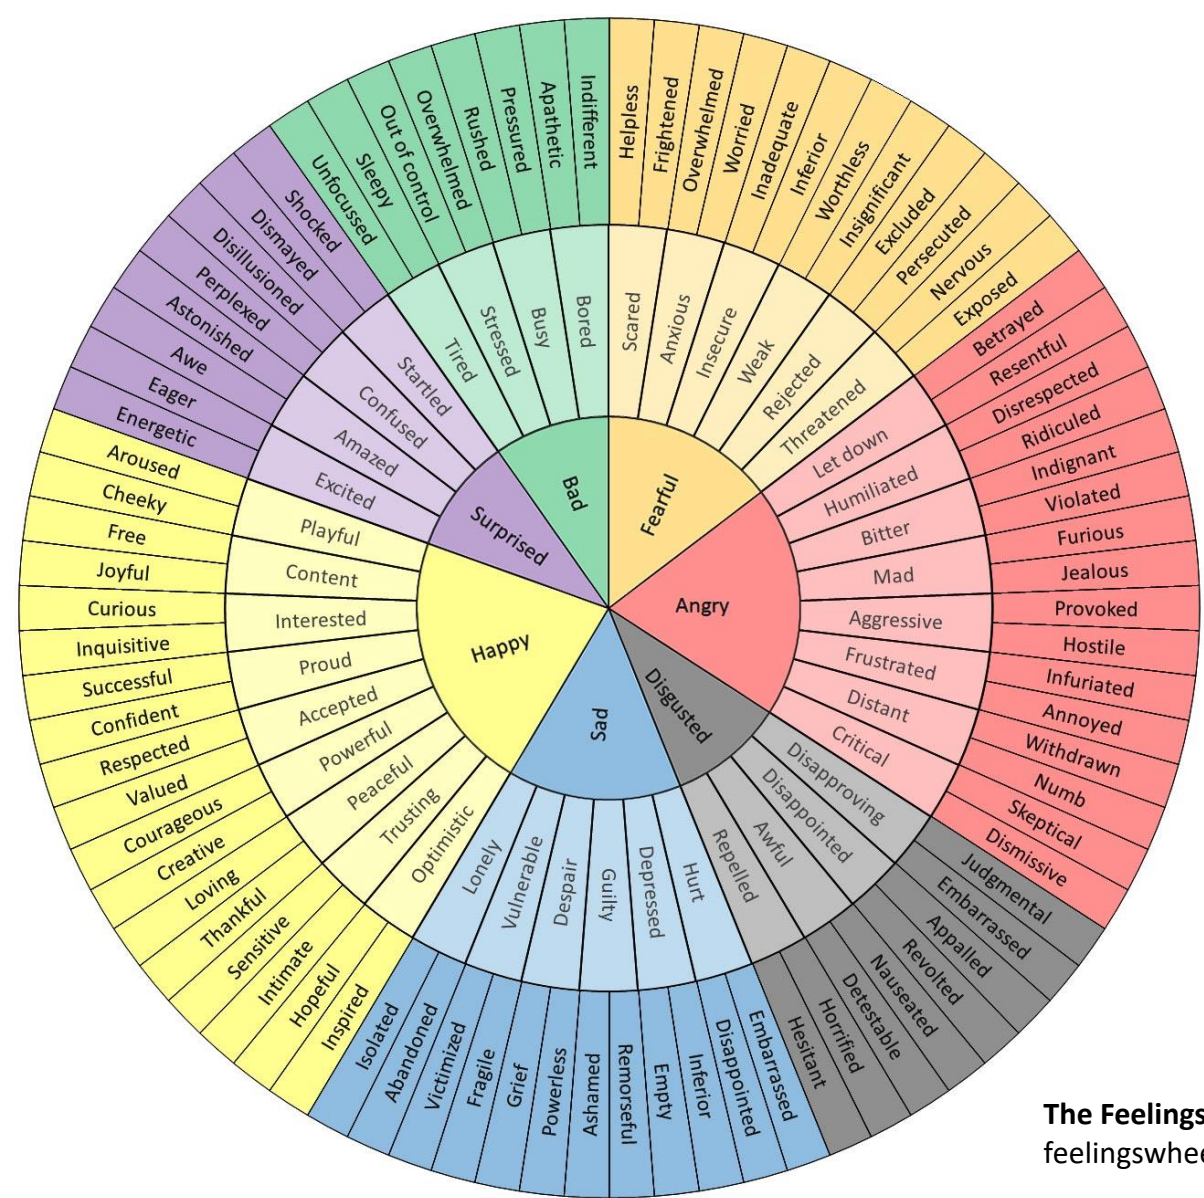 Fearful
Scared
Helpless
Frightened
Anxious
Overwhelmed
Worried
Insecure
Inadequate
Inferior
Weak
Worthless
Insignificant
Rejected
Excluded
Persecuted
Threatened
Nervous
Exposed
Angry
Let down
Betrayed
Resentful
Humiliated
Disrespected
Ridiculed
Bitter
Indignant
Violated
Mad
Furious
Jealous
Aggressive
Provoked
Hostile
Frustrated
Infuriated
Annoyed
Distant
Withdrawn
Numb
Critical
Skeptical
Dismissive
Disgusted
Disapproving
Judgmental
Embarrassed
Disappointed
Appalled
Revolted
Awful
Nauseated
Detestable
Repelled
Horrified
Hesitant
Sad
Hurt
Embarrassed
Disappointed
Depressed
Inferior
Empty
Guilty
Remorseful
Ashamed
Despair
Powerless
Grief
Vulnerable
Fragile
Victimized
Lonely
Abandoned
Isolated
Happy
Optimistic
Inspired
Hopeful
Trusting
Intimate
Sensitive
Peaceful
Thankful
Loving
Powerful
Creative
Courageous
Accepted
Valued
Respected
Proud
Confident
Successful
Interested
Inquisitive
Curious
Content
Joyful
Free
Playful
Cheeky
Aroused
Surprised
Excited
Energetic
Eager
Amazed
Awe
Astonished
Confused
Perplexed
Disillusioned
Startled
Dismayed
Shocked
Bad
Tired
Unfocussed
Sleepy
Stressed
Out of control
Overwhelmed
Busy
Rushed
Pressured
Bored
Apathetic
Indifferent
The Feelings
feelingswhee